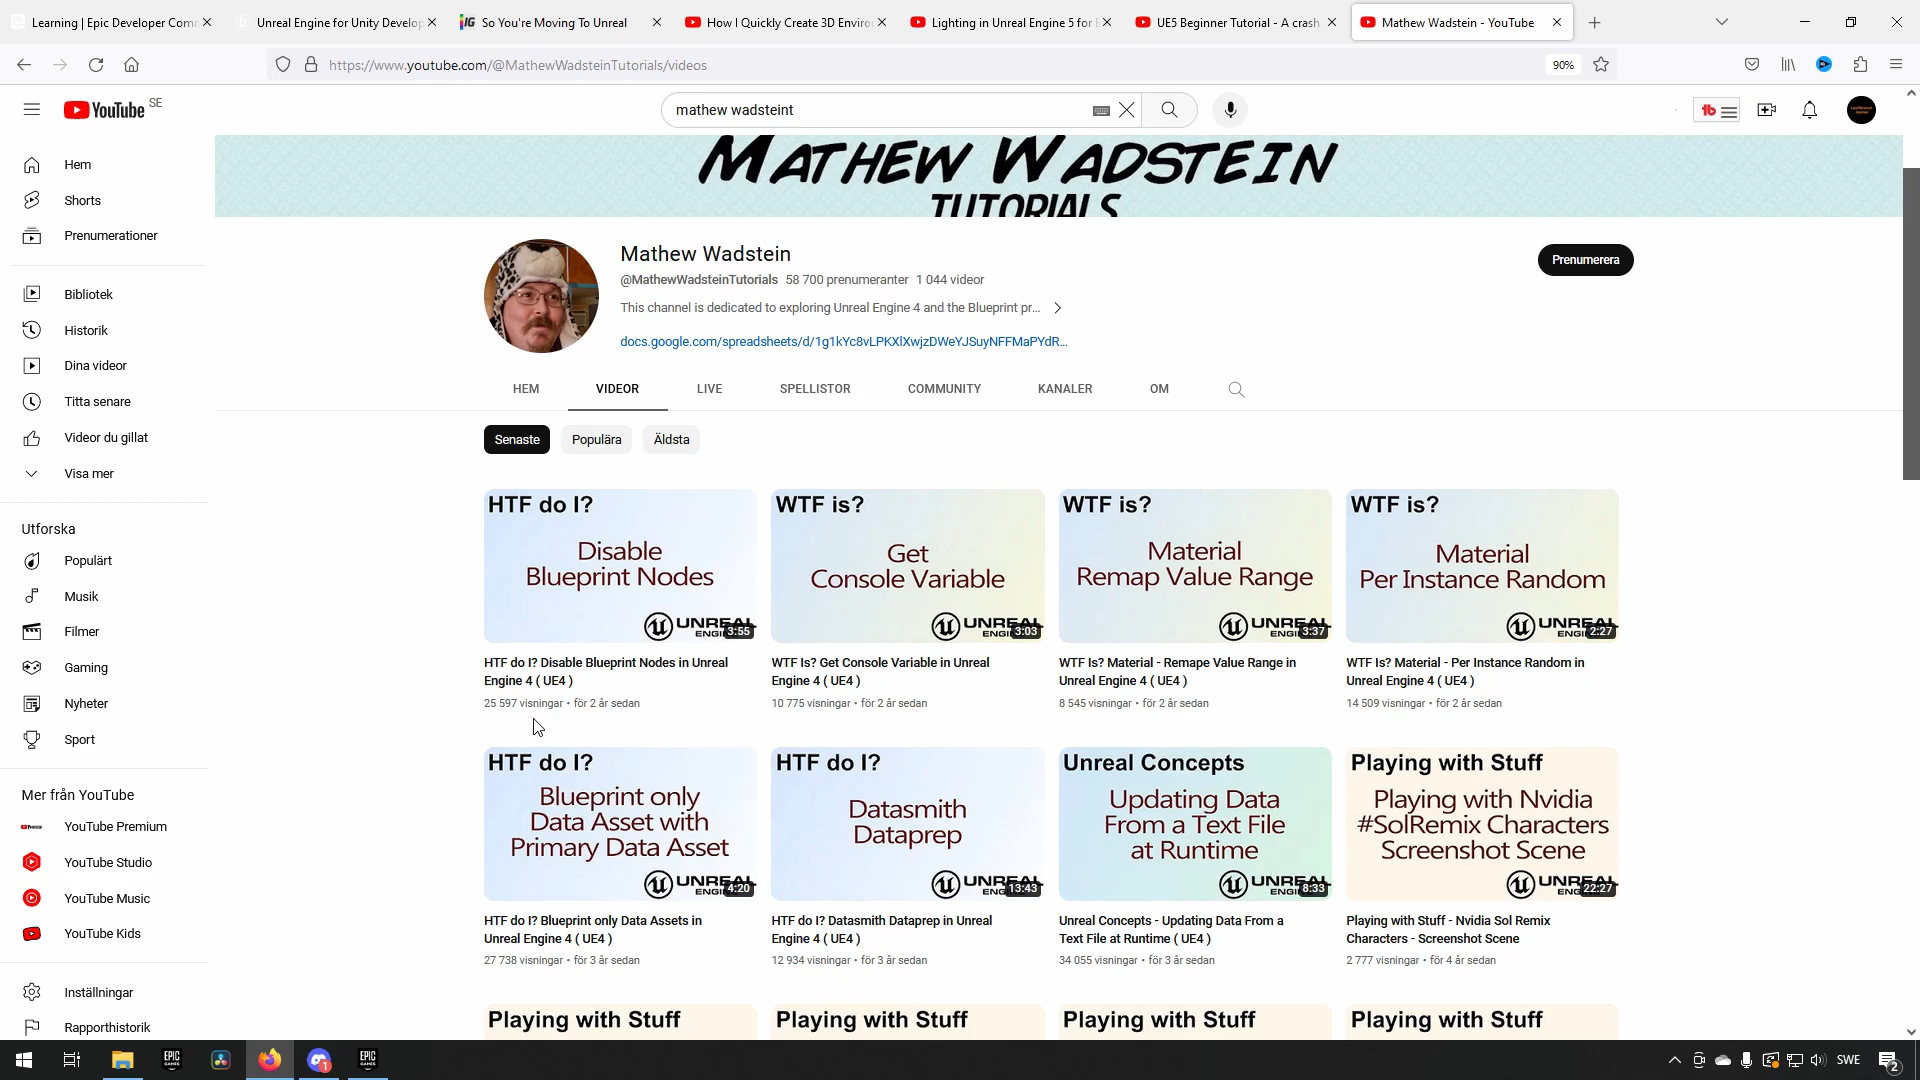 Learning | Epic Developer Com
Unreal Engine for Unity Develop
So You're Moving To Unreal
How I Quickly Create 3D Enviro
Lighting in Unreal Engine 5 for
UE5 Beginner Tutorial - A crash
Mathew Wadstein - YouTube
https://www.youtube.com/@MathewWadsteinTutorials/videos
90%
YouTube SE
mathew wadsteint
MATHEW WADSTEIN
TUTORIALS
Hem
Shorts
Prenumerationer
Bibliotek
Historik
Dina videor
Titta senare
Videor du gillat
Visa mer
Utforska
Populärt
Musik
Filmer
Gaming
Nyheter
Sport
Mer från YouTube
YouTube Premium
YouTube Studio
YouTube Music
YouTube Kids
Inställningar
Rapporthistorik
Mathew Wadstein
@MathewWadsteinTutorials 58 700 prenumeranter 1 044 videor
This channel is dedicated to exploring Unreal Engine 4 and the Blueprint pr...
docs.google.com/spreadsheets/d/1g1kYc8vLPKXlXwjzDWeYJSuyNFFMaPYdR...
Prenumerera
HEM VIDEOR LIVE SPELLISTOR COMMUNITY KANALER OM
Senaste Populära Äldsta
HTF do I?
Disable
Blueprint Nodes
UNREAL
3:55
HTF do I? Disable Blueprint Nodes in Unreal
Engine 4 ( UE4 )
25 597 visningar • för 2 år sedan
WTF is?
Get
Console Variable
UNREAL
3:03
WTF Is? Get Console Variable in Unreal
Engine 4 ( UE4 )
10 775 visningar • för 2 år sedan
WTF is?
Material
Remap Value Range
UNREAL
3:37
WTF Is? Material - Remape Value Range in
Unreal Engine 4 ( UE4 )
8 545 visningar • för 2 år sedan
WTF is?
Material
Per Instance Random
UNREAL
2:27
WTF Is? Material - Per Instance Random in
Unreal Engine 4 ( UE4 )
14 509 visningar • för 2 år sedan
HTF do I?
Blueprint only
Data Asset with
Primary Data Asset
UNREAL
4:20
HTF do I? Blueprint only Data Assets in
Unreal Engine 4 ( UE4 )
27 738 visningar • för 3 år sedan
HTF do I?
Datasmith
Dataprep
UNREAL
13:43
HTF do I? Datasmith Dataprep in Unreal
Engine 4 ( UE4 )
12 934 visningar • för 3 år sedan
Unreal Concepts
Updating Data
From a Text File
at Runtime
UNREAL
8:33
Unreal Concepts - Updating Data From a
Text File at Runtime ( UE4 )
34 055 visningar • för 3 år sedan
Playing with Stuff
Playing with Nvidia
#SolRemix Characters
Screenshot Scene
UNREAL
22:27
Playing with Stuff - Nvidia Sol Remix
Characters - Screenshot Scene
2 777 visningar • för 4 år sedan
Playing with Stuff
Playing with Stuff
Playing with Stuff
Playing with Stuff
EPIC
GAMES
1
EPIC
GAMES
SWE
2